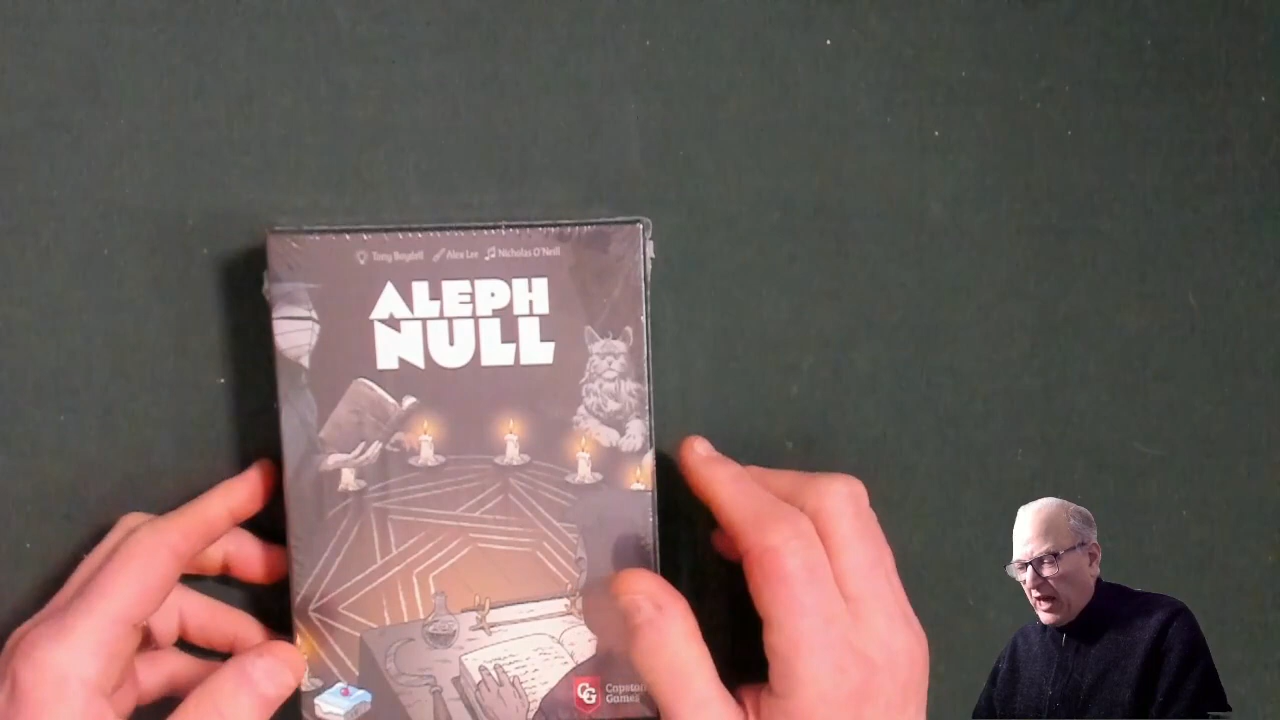 Tony Boydell Alex Lee Nicholas O'Neill
ALEPH
NULL
CG Capstone
Games